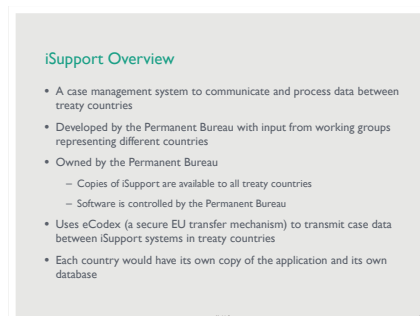 iSupport Overview
• A case management system to communicate and process data between
treaty countries
• Developed by the Permanent Bureau with input from working groups
representing different countries
• Owned by the Permanent Bureau
– Copies of iSupport are available to all treaty countries
– Software is controlled by the Permanent Bureau
• Uses eCodex (a secure EU transfer mechanism) to transmit case data
between iSupport systems in treaty countries
• Each country would have its own copy of the application and its own
database